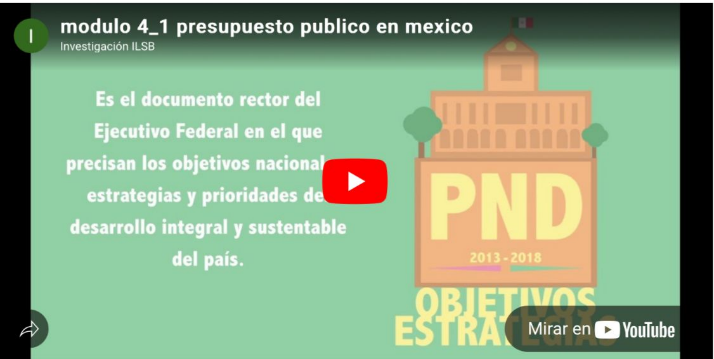 I
modulo 4_1 presupuesto publico en mexico
Investigación ILSB
Es el documento rector del
Ejecutivo Federal en el que
precisan los objetivos nacional
estrategias y prioridades de
desarrollo integral y sustentable
del país.
PND
2013-2018
OBJETIVOS
ESTRATEGIAS
Mirar en YouTube